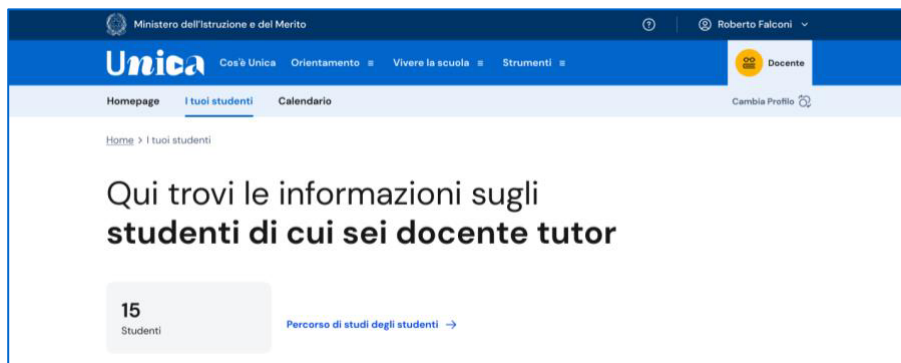 Ministero dell'Istruzione e del Merito
Roberto Falconi
Unica Cos'è Unica Orientamento Vivere la scuola Strumenti Docente
Homepage I tuoi studenti Calendario Cambia Profilo
Home > I tuoi studenti
Qui trovi le informazioni sugli
studenti di cui sei docente tutor
15
Studenti
Percorso di studi degli studenti →